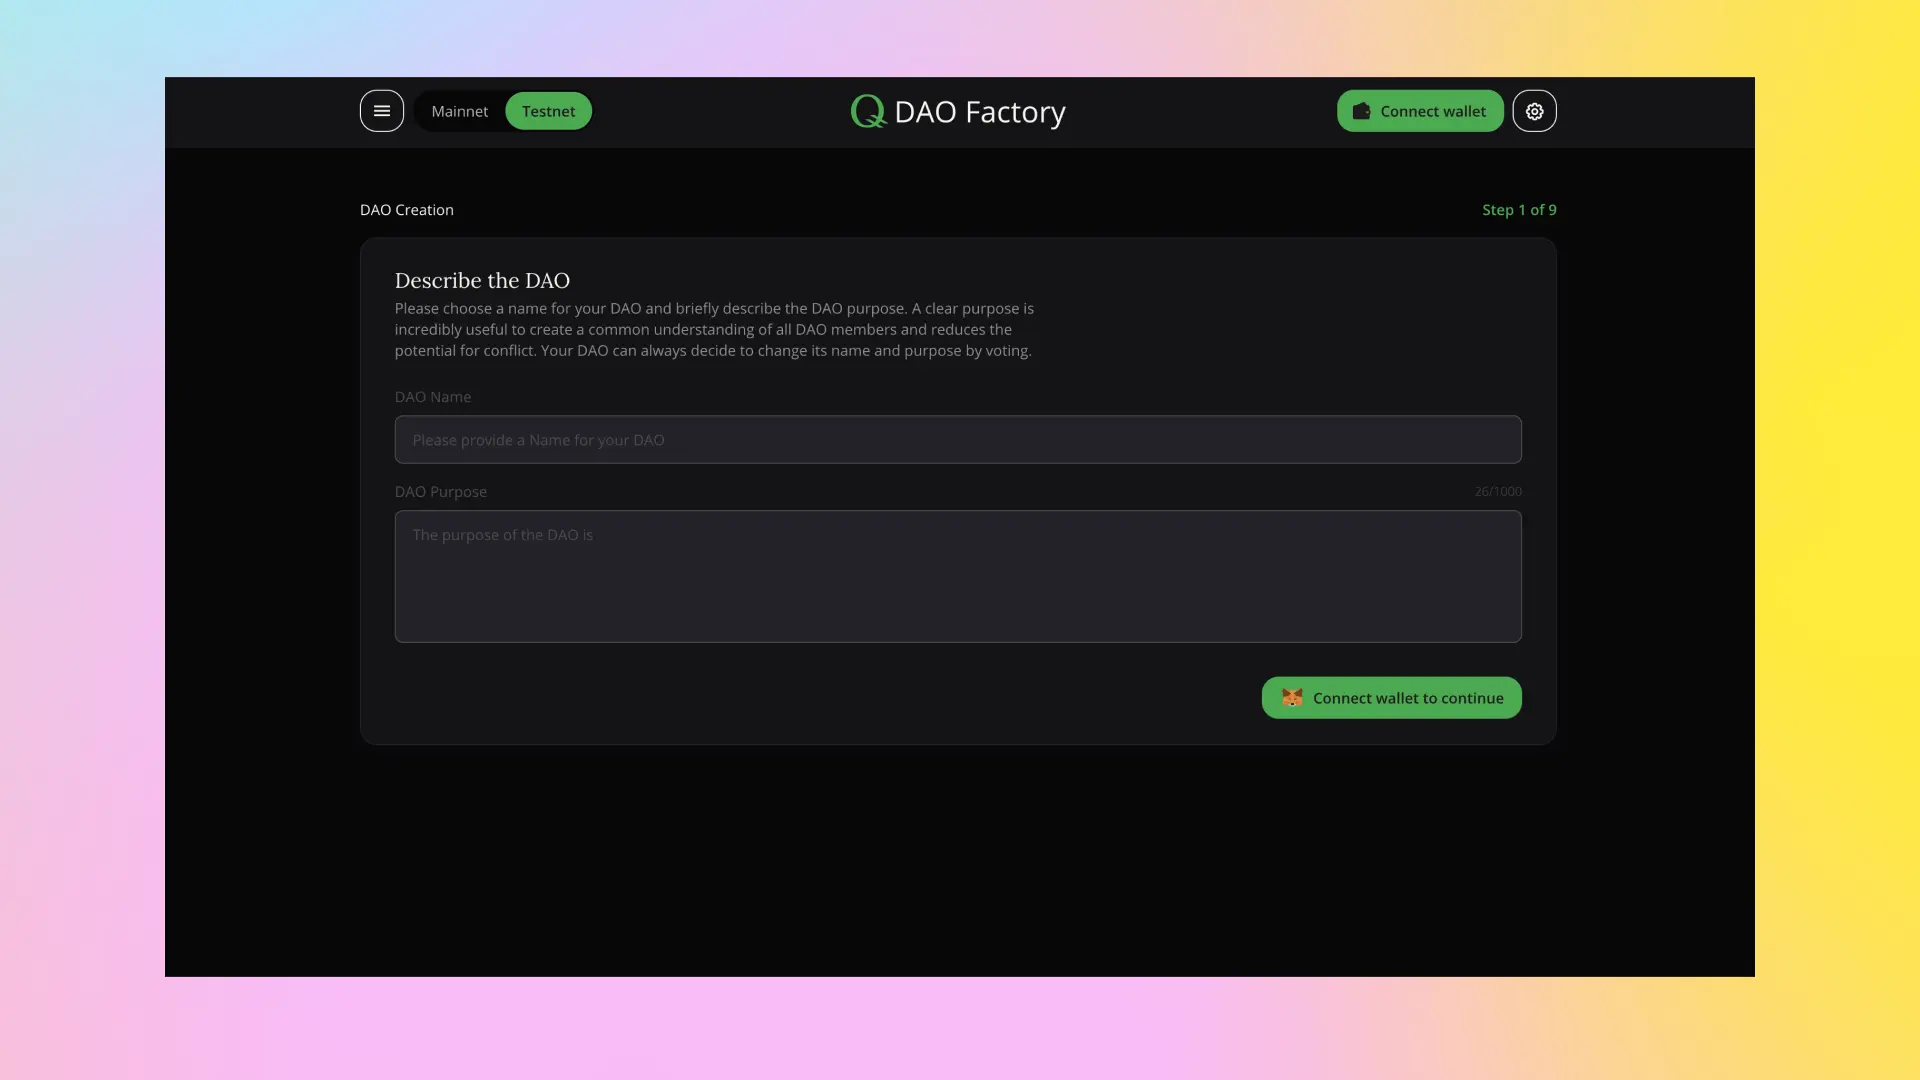 Mainnet
Testnet
Q DAO Factory
Connect wallet
DAO Creation
Step 1 of 9
Describe the DAO
Please choose a name for your DAO and briefly describe the DAO purpose. A clear purpose is
incredibly useful to create a common understanding of all DAO members and reduces the
potential for conflict. Your DAO can always decide to change its name and purpose by voting.
DAO Name
Please provide a Name for your DAO
DAO Purpose
26/1000
The purpose of the DAO is
Connect wallet to continue